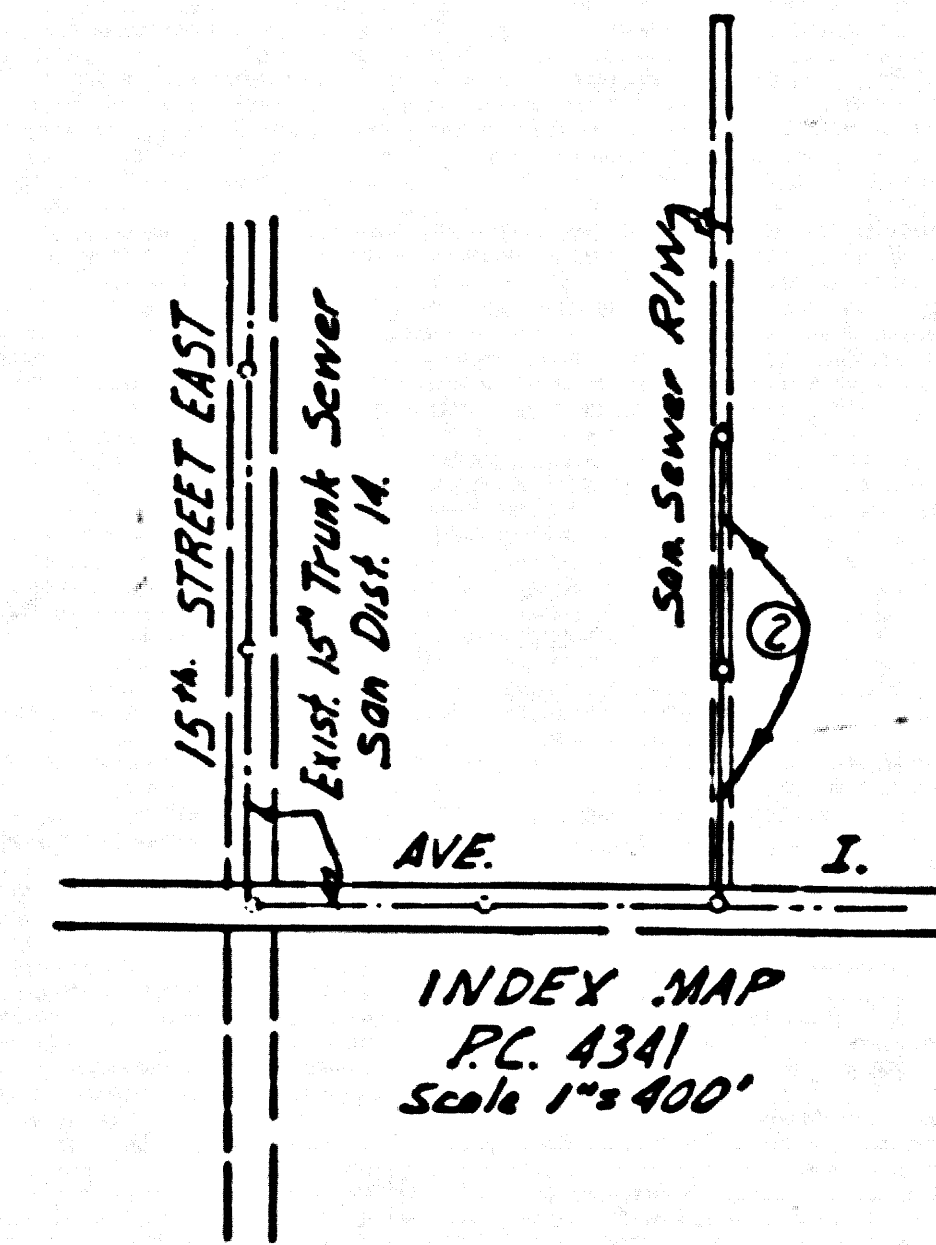 15th. STREET EAST
Exist. 15" Trunk Sewer
San Dist. 14.
San. Sewer R/W
2
AVE. I.
INDEX MAP
P.C. 4341
Scale 1"=400'